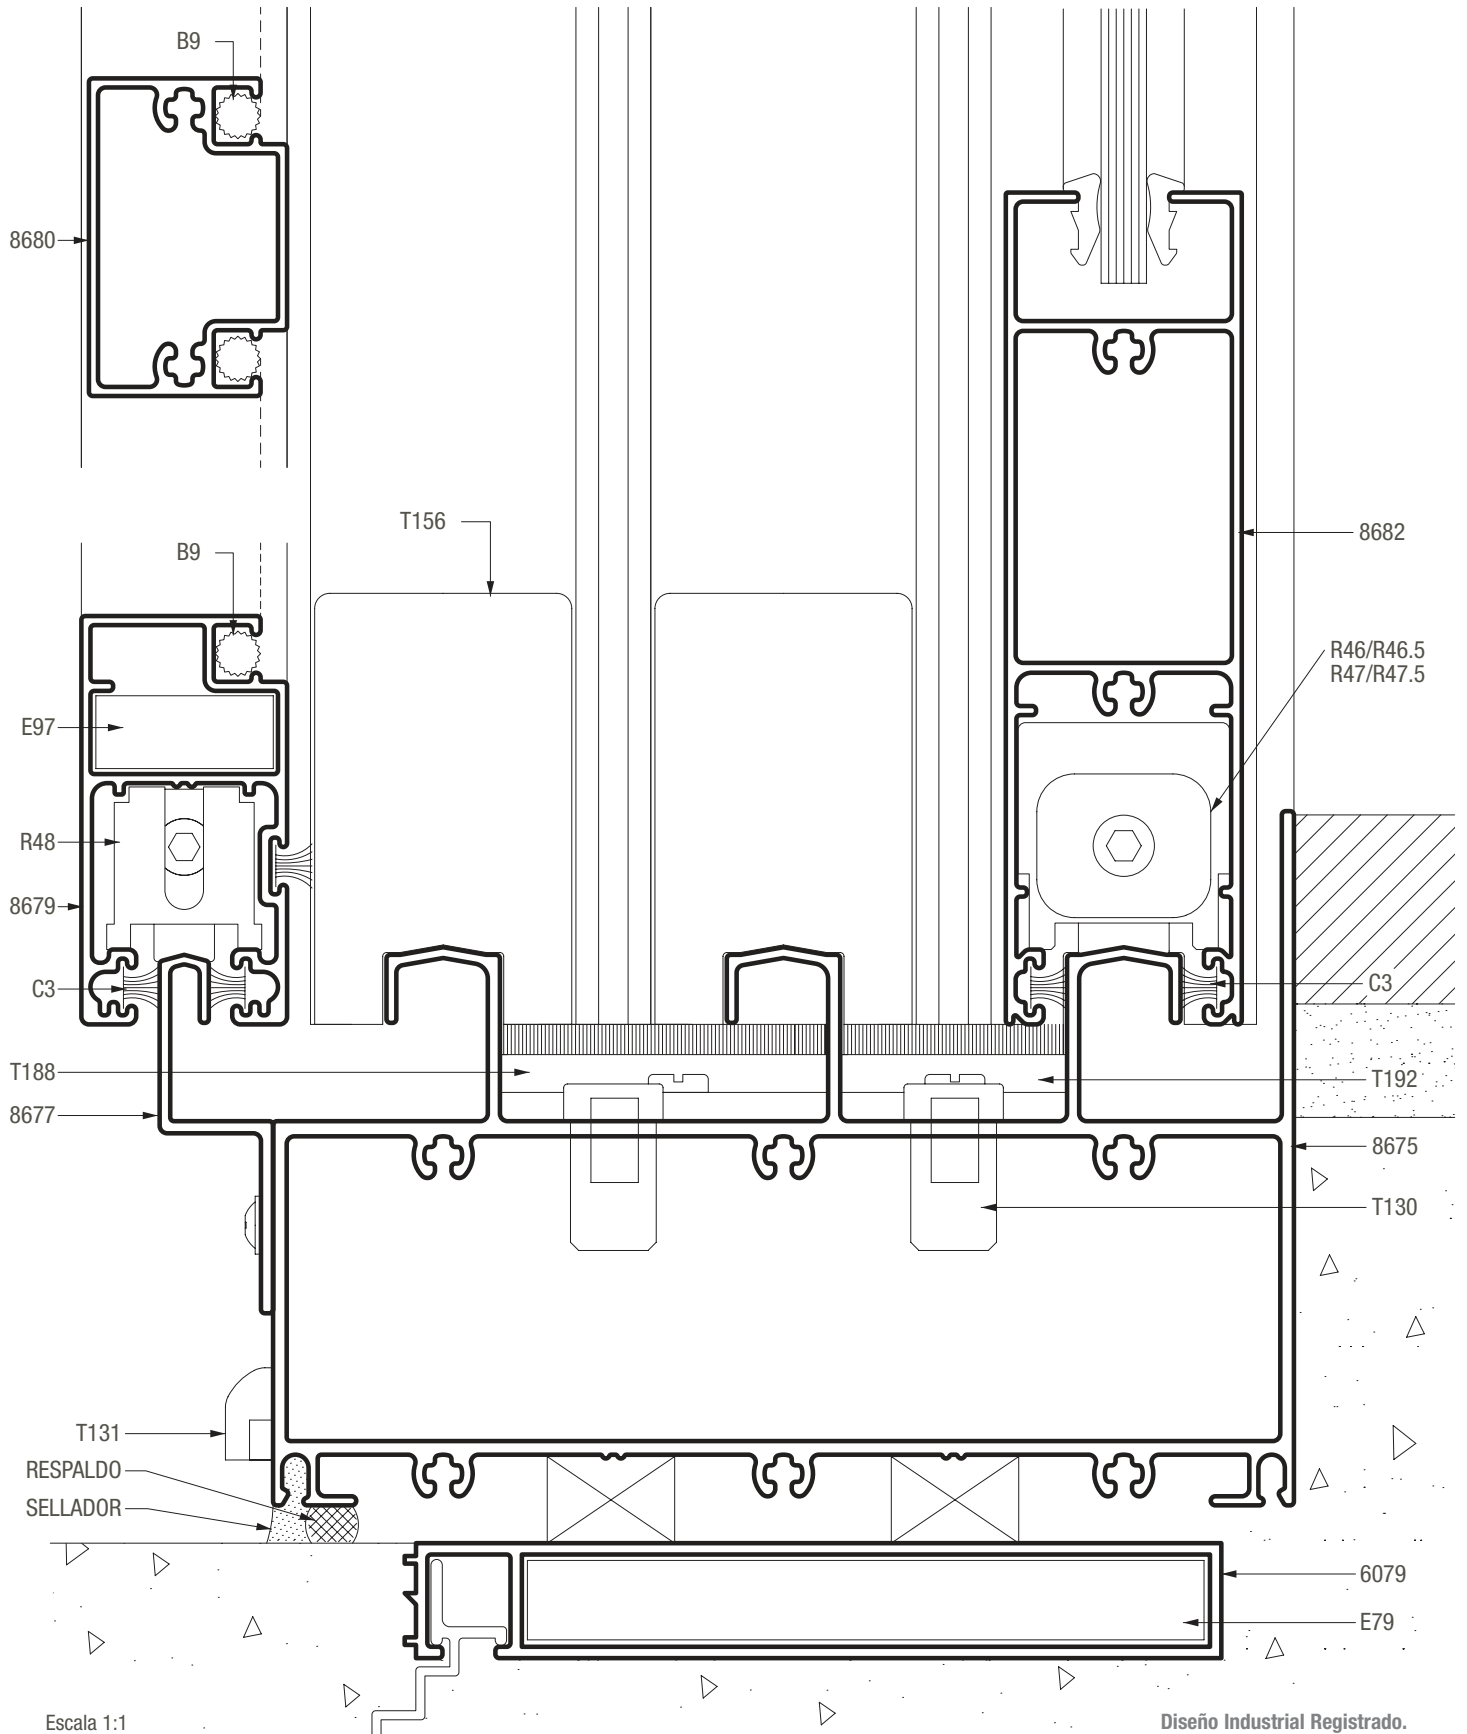 B9
8680
T156
8682
B9
R46/R46.5
R47/R47.5
E97
R48
8679
C3
C3
T188
T192
8677
8675
T130
T131
RESPALDO
SELLADOR
6079
E79
Escala 1:1
Diseño Industrial Registrado.